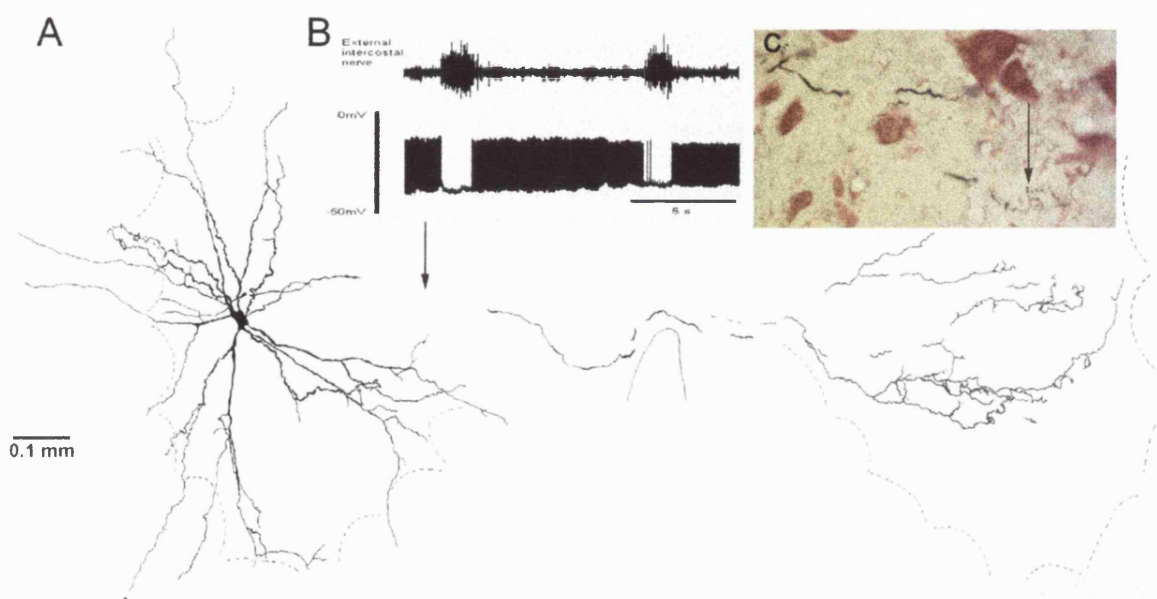 A
B
External
intercostal
nerve
0mV
-50mV
5 s
C
0.1 mm